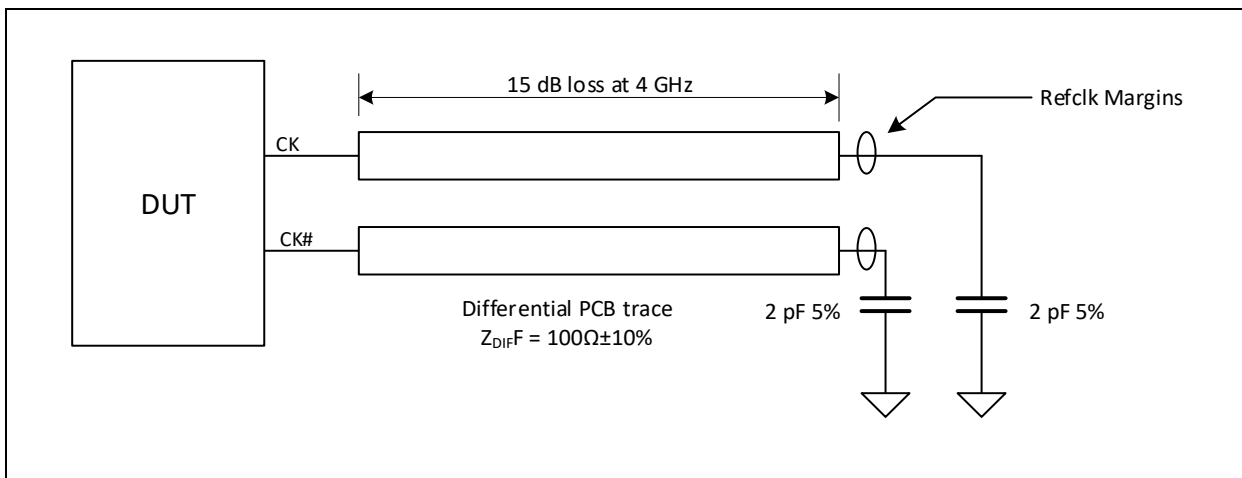 15 dB loss at 4 GHz
Refclk Margins
CK
DUT
CK#
Differential PCB trace
Z_DIFF = 100Ω±10%
2 pF 5%
2 pF 5%